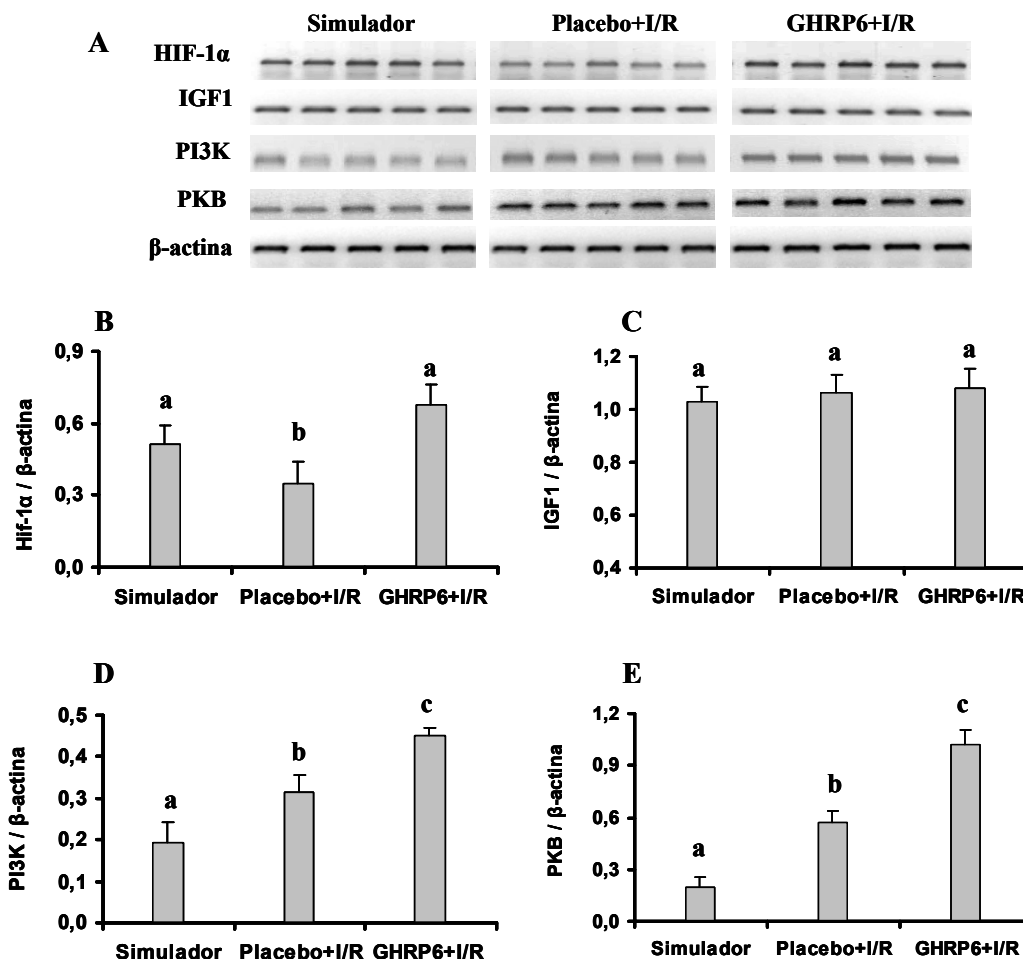 A
Simulador Placebo+I/R GHRP6+I/R
HIF-1α
IGF1
PI3K
PKB
β-actina
B
Hif-1α / β-actina
0,9
0,6
0,3
0,0
a
b
a
Simulador Placebo+I/R GHRP6+I/R
C
IGF1 / β-actina
1,2
1,0
0,8
0,6
0,4
a
a
a
Simulador Placebo+I/R GHRP6+I/R
D
PI3K / β-actina
0,5
0,4
0,3
0,2
0,1
0,0
a
b
c
Simulador Placebo+I/R GHRP6+I/R
E
PKB / β-actina
1,2
0,9
0,6
0,3
0,0
a
b
c
Simulador Placebo+I/R GHRP6+I/R